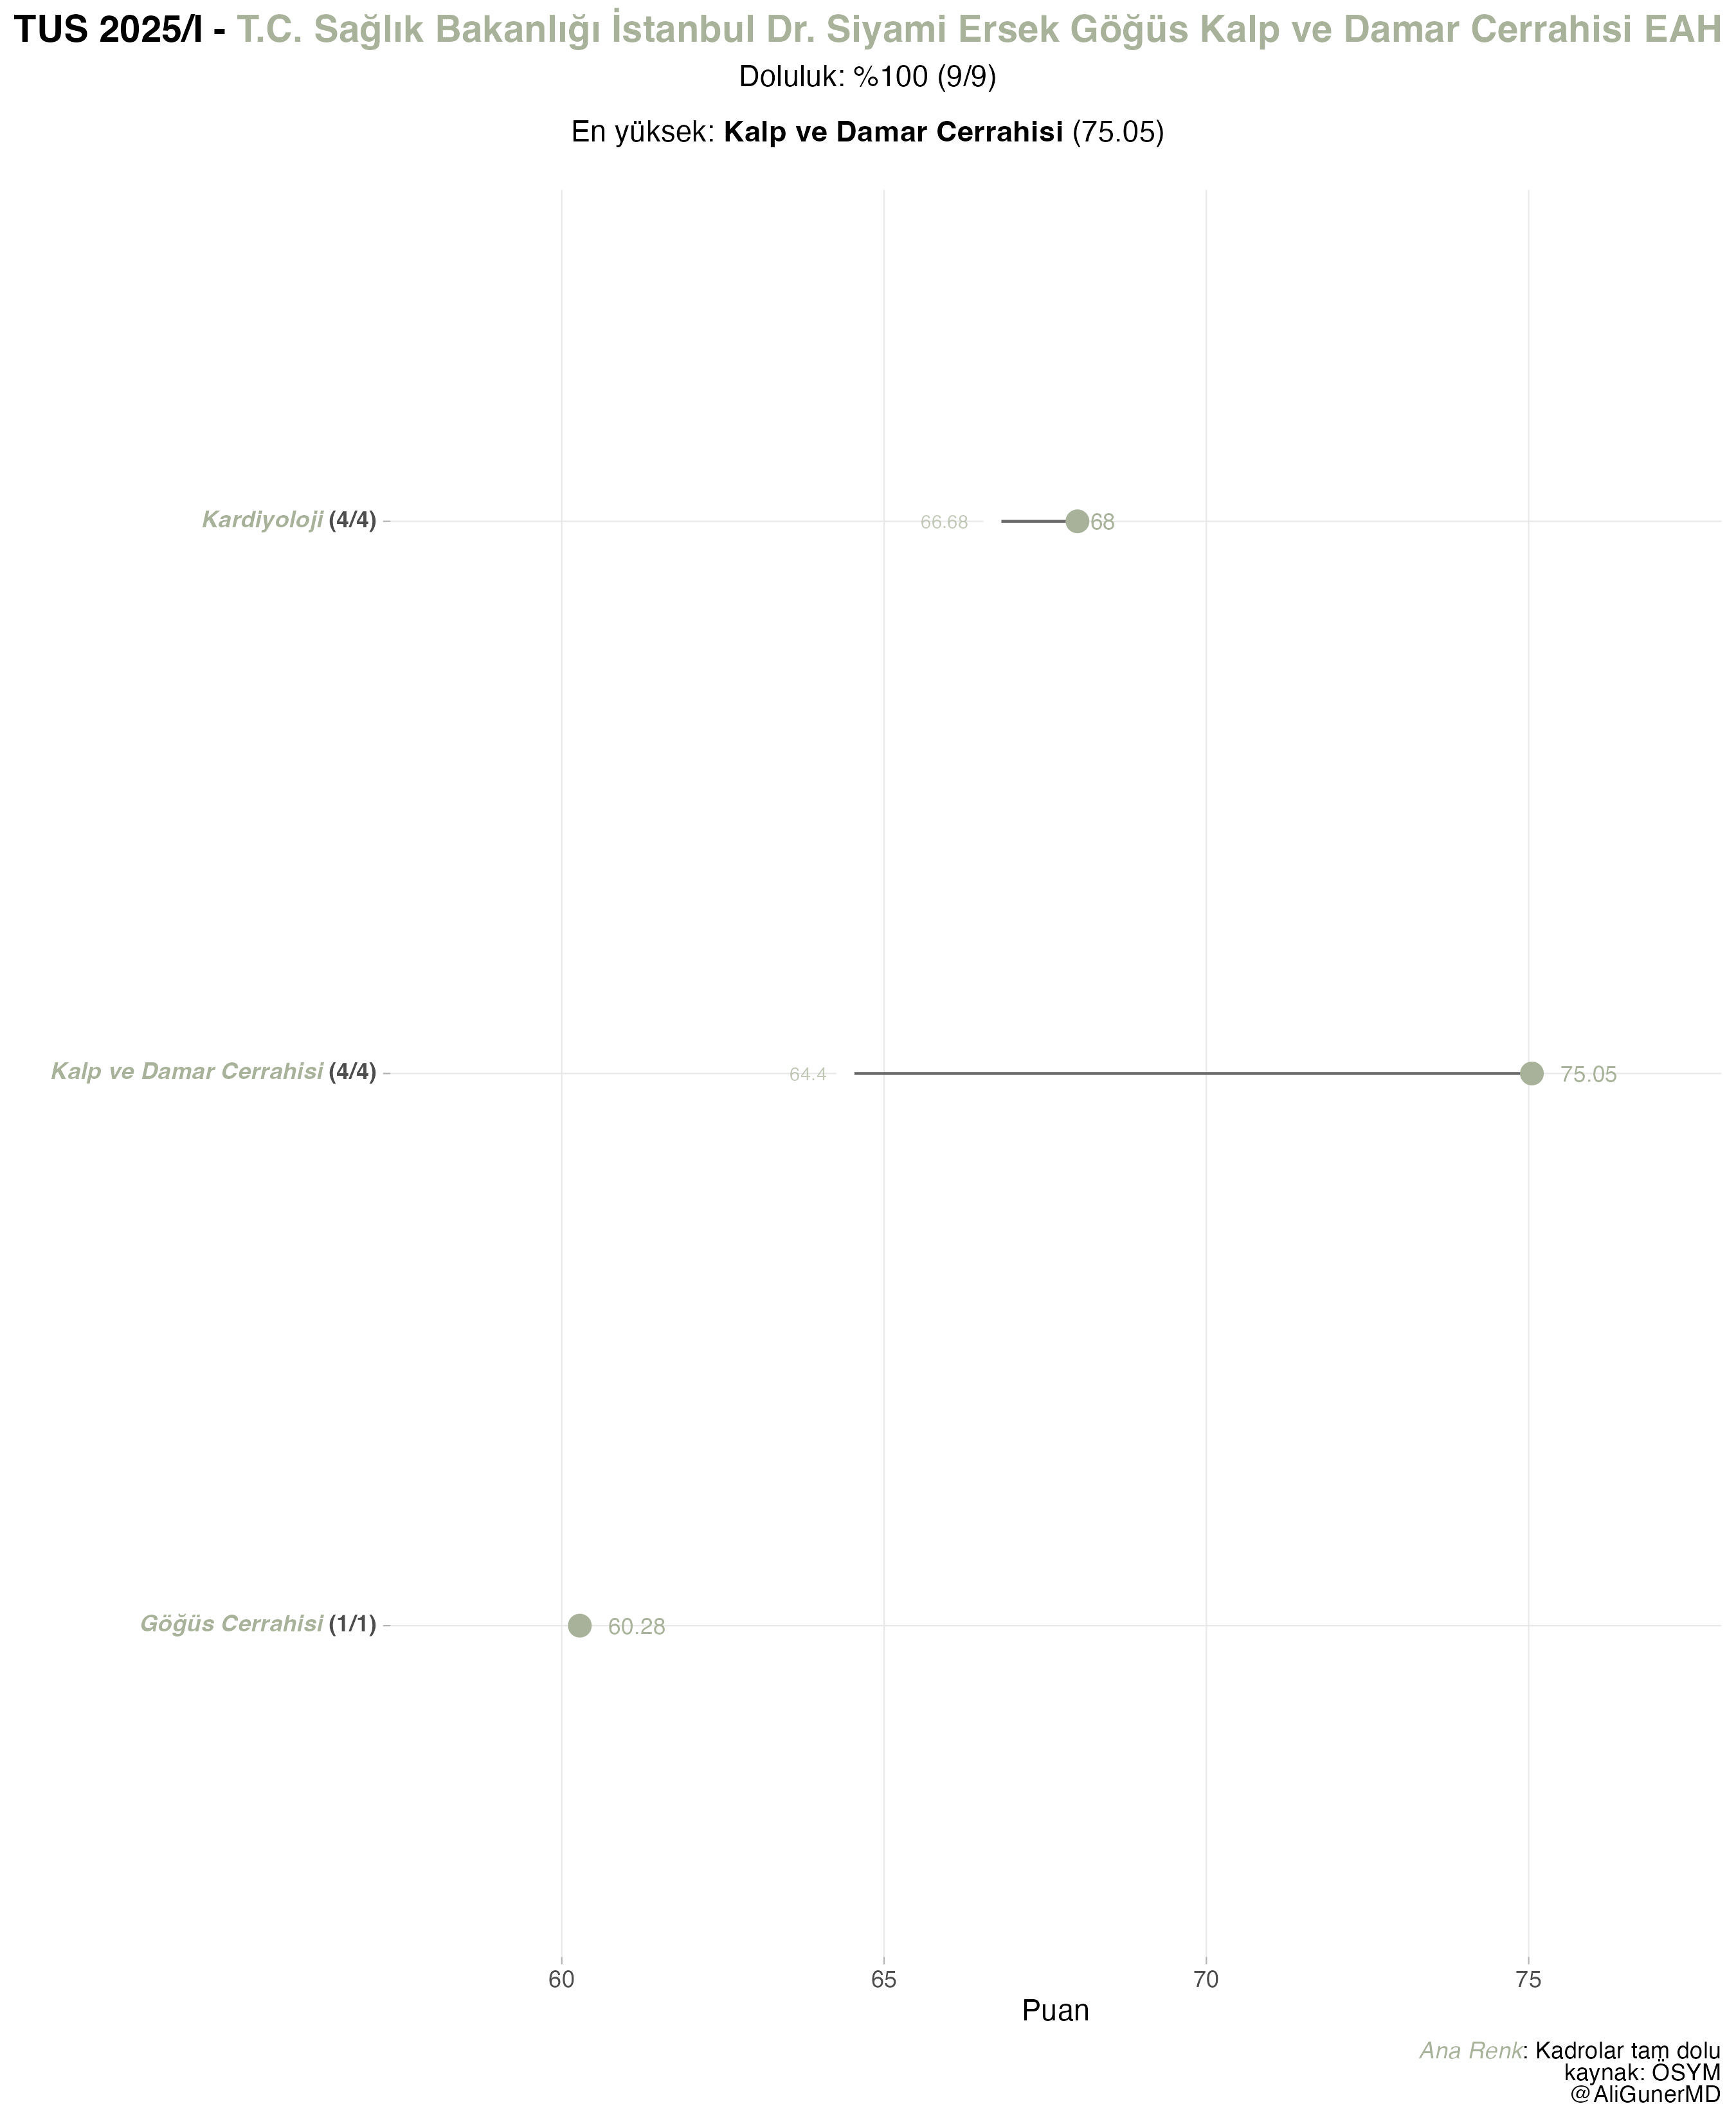 TUS 2025/I - T.C. Sağlık Bakanlığı İstanbul Dr. Siyami Ersek Göğüs Kalp ve Damar Cerrahisi EAH
Doluluk: %100 (9/9)
En yüksek: Kalp ve Damar Cerrahisi (75.05)
Kardiyoloji (4/4) 66.68 68
Kalp ve Damar Cerrahisi (4/4) 64.4 75.05
Göğüs Cerrahisi (1/1) 60.28
60 65 70 75
Puan
Ana Renk: Kadrolar tam dolu
kaynak: ÖSYM
@AliGunerMD